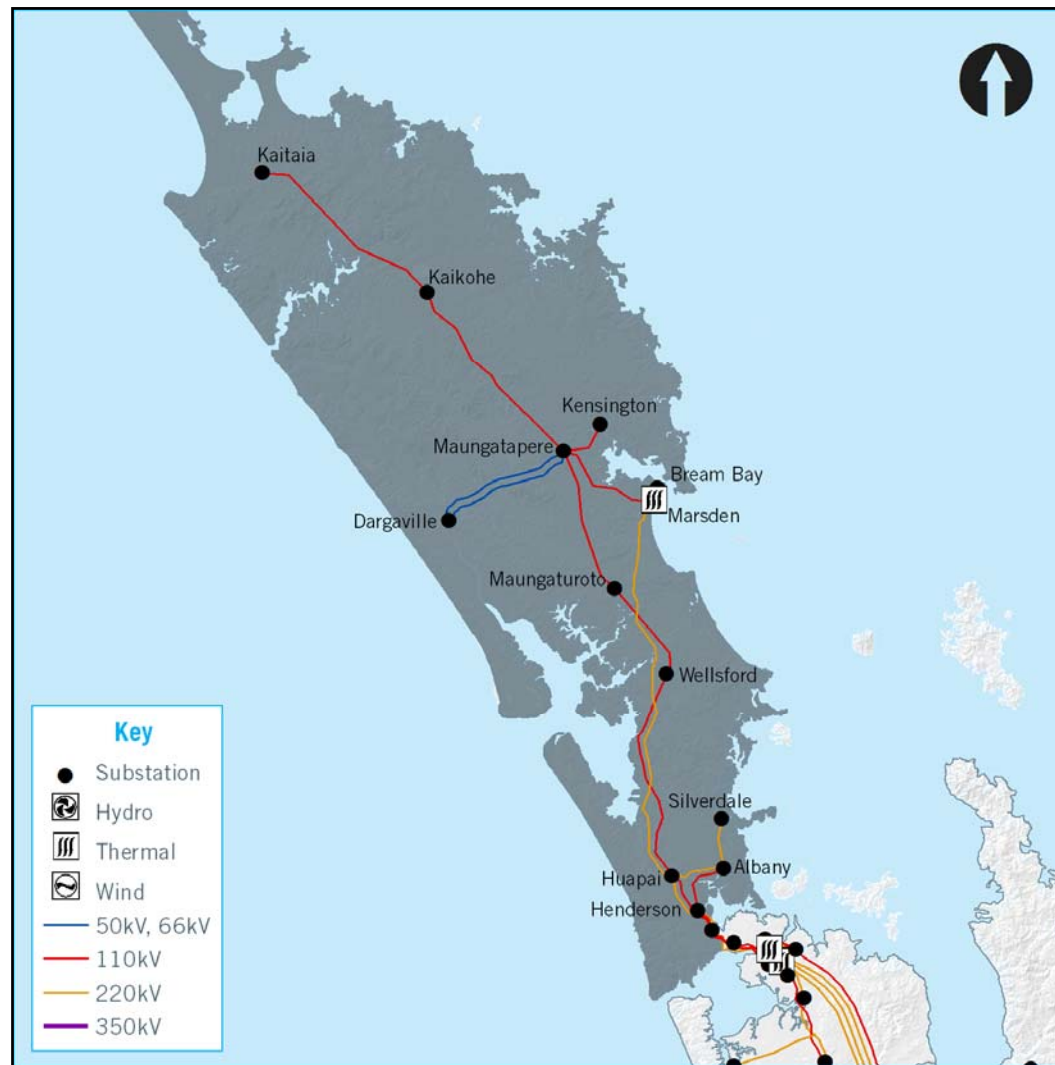 Kaitaia
Kaikohe
Kensington
Maungatapere
Bream Bay
Dargaville
Marsden
Maungaturoto
Wellsford
Silverdale
Albany
Huapai
Henderson
Key
Substation
Hydro
Thermal
Wind
50kV, 66kV
110kV
220kV
350kV